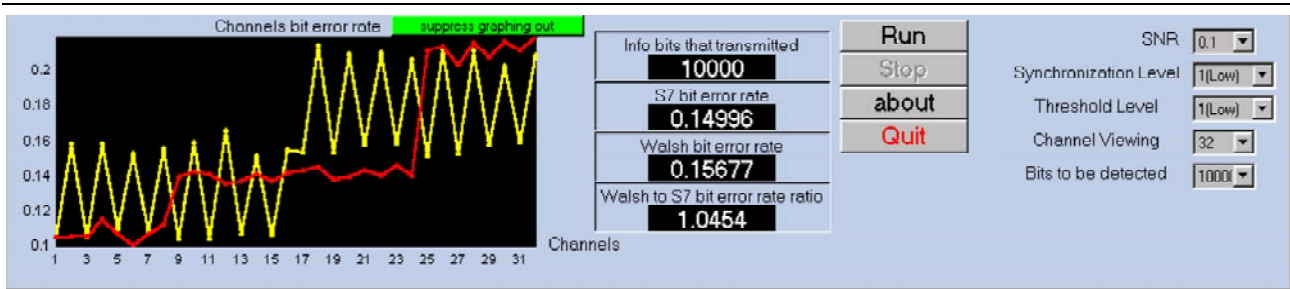 Channels bit error rate
suppress graphing out
0.2
0.18
0.16
0.14
0.12
0.1
1 3 5 7 9 11 13 15 17 19 21 23 25 27 29 31
Channels
Info bits that transmitted
10000
S7 bit error rate
0.14996
Walsh bit error rate
0.15677
Walsh to S7 bit error rate ratio
1.0454
Run
Stop
about
Quit
SNR 0.1
Synchronization Level 1(Low)
Threshold Level 1(Low)
Channel Viewing 32
Bits to be detected